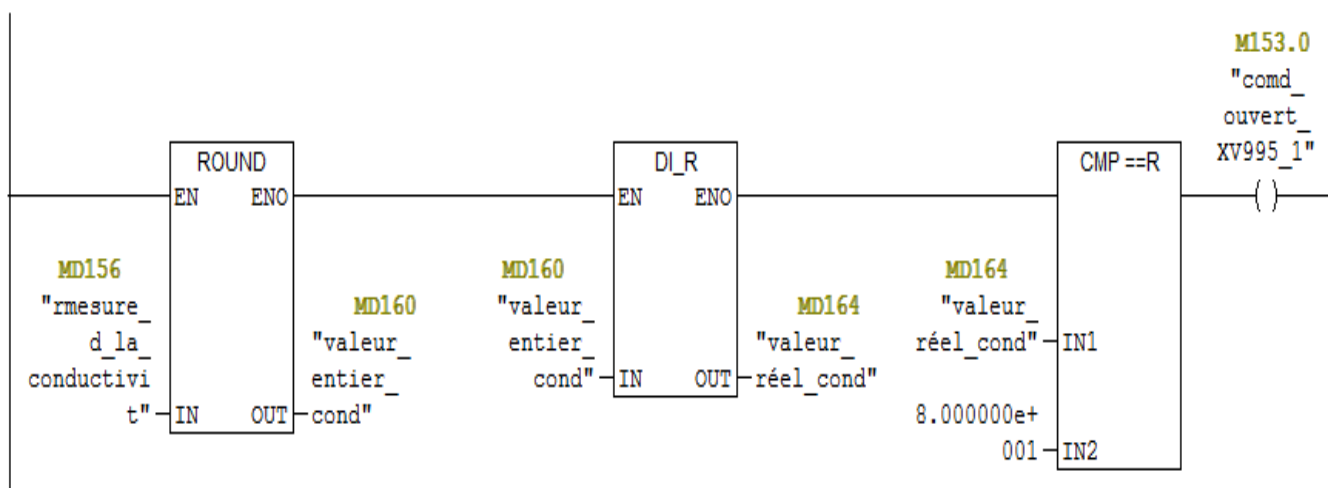 M153.0
"comd_
ouvert_
XV995_1"
ROUND
EN ENO
MD156
"rmesure_
d_la_
conductivi
t"
IN OUT
MD160
"valeur_
entier_
cond"
DI_R
EN ENO
MD160
"valeur_
entier_
cond"
IN OUT
MD164
"valeur_
réel_cond"
CMP ==R
MD164
"valeur_
réel_cond"
IN1
8.000000e+
001
IN2